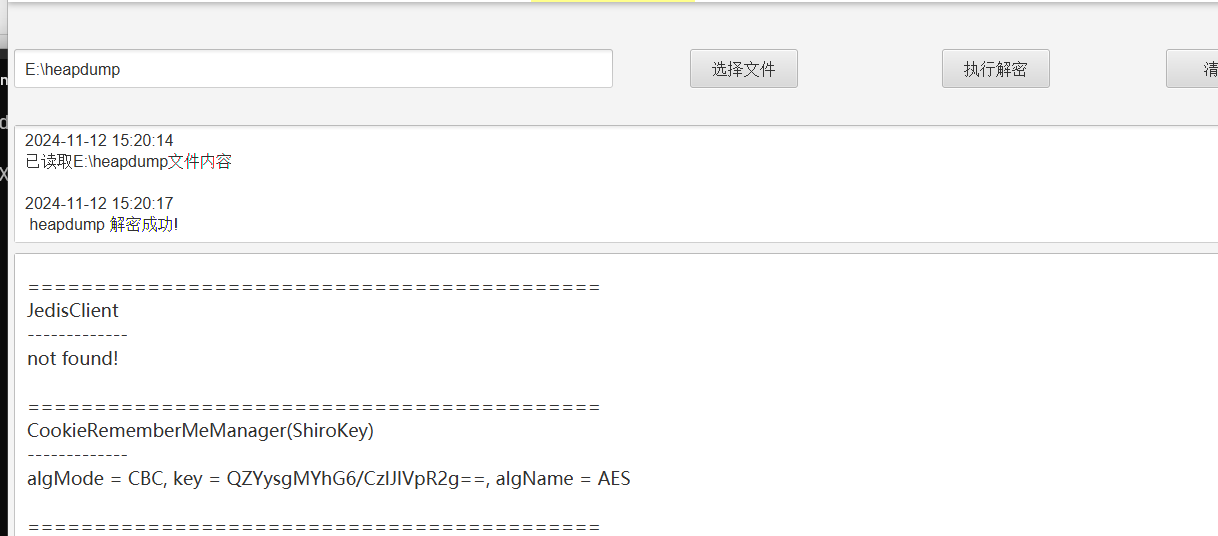 E:\heapdump
选择文件
执行解密
清
2024-11-12 15:20:14
已读取E:\heapdump文件内容
2024-11-12 15:20:17
heapdump 解密成功!
===========================================
JedisClient
-------------
not found!
===========================================
CookieRememberMeManager(ShiroKey)
-------------
algMode = CBC, key = QZYysgMYhG6/CzIJlVpR2g==, algName = AES
===========================================